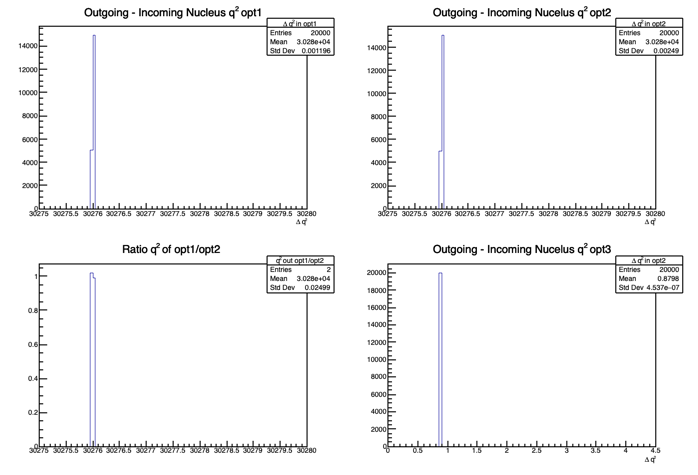 Outgoing - Incoming Nucleus q² opt1
Δ q² in opt1
Entries 20000
Mean 3.028e+04
Std Dev 0.001196
14000
12000
10000
8000
6000
4000
2000
0
30275 30275.5 30276 30276.5 30277 30277.5 30278 30278.5 30279 30279.5 30280
Δ q²
Outgoing - Incoming Nucelus q² opt2
Δ q² in opt2
Entries 20000
Mean 3.028e+04
Std Dev 0.00249
14000
12000
10000
8000
6000
4000
2000
0
30275 30275.5 30276 30276.5 30277 30277.5 30278 30278.5 30279 30279.5 30280
Δ q²
Ratio q² of opt1/opt2
q² out opt1/opt2
Entries 2
Mean 3.028e+04
Std Dev 0.02499
1
0.8
0.6
0.4
0.2
0
30275 30275.5 30276 30276.5 30277 30277.5 30278 30278.5 30279 30279.5 30280
Outgoing - Incoming Nucelus q² opt3
Δ q² in opt2
Entries 20000
Mean 0.8798
Std Dev 4.537e-07
20000
18000
16000
14000
12000
10000
8000
6000
4000
2000
0
0 0.5 1 1.5 2 2.5 3 3.5 4 4.5
Δ q²